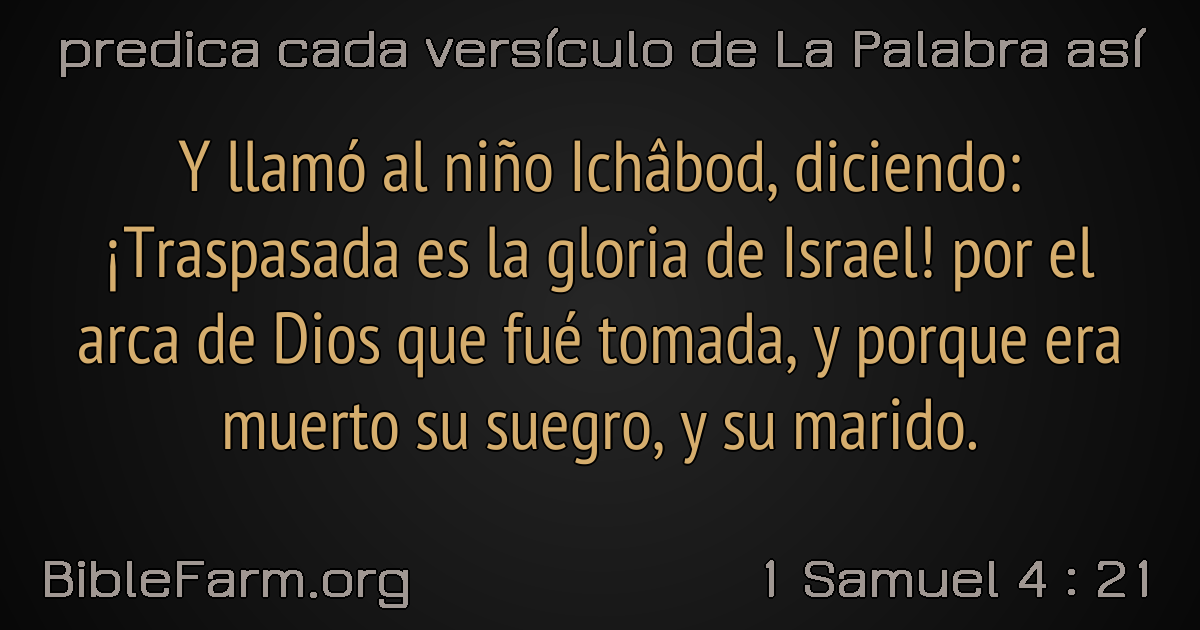 predica cada versículo de La Palabra así
Y llamó al niño Ichâbod, diciendo:
¡Traspasada es la gloria de Israel! por el
arca de Dios que fué tomada, y porque era
muerto su suegro, y su marido.
BibleFarm.org
1 Samuel 4 : 21